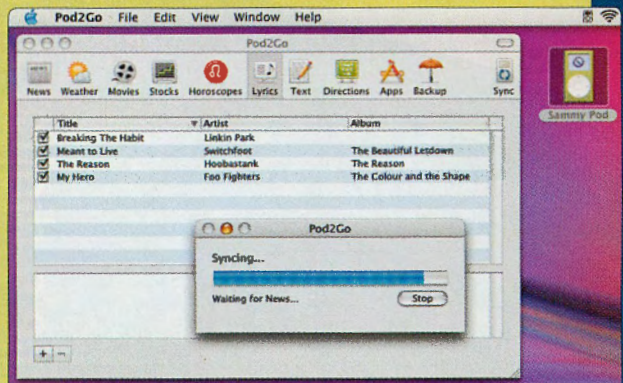 Pod2Go File Edit View Window Help
Pod2Go
News Weather Movies Stocks Horoscopes Lyrics Text Directions Apps Backup Sync
Sammy Pod
Title Artist Album
Breaking The Habit Linkin Park
Meant to Live Switchfoot The Beautiful Letdown
The Reason Hoobastank The Reason
My Hero Foo Fighters The Colour and the Shape
Pod2Go
Syncing...
Waiting for News... Stop